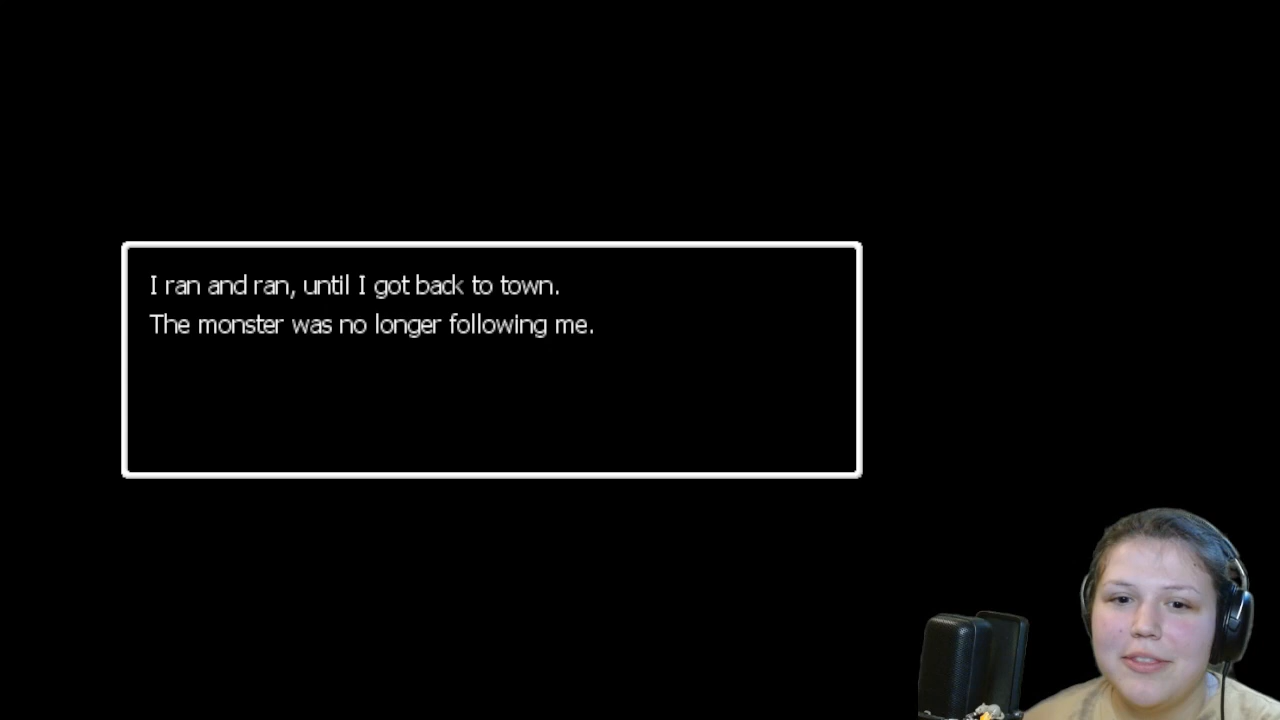 I ran and ran, until I got back to town.
The monster was no longer following me.